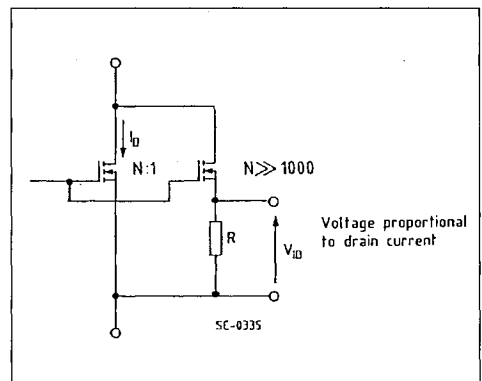 I_D
N:1
N≫1000
R
V_iD
Voltage proportional
to drain current
SC-0335